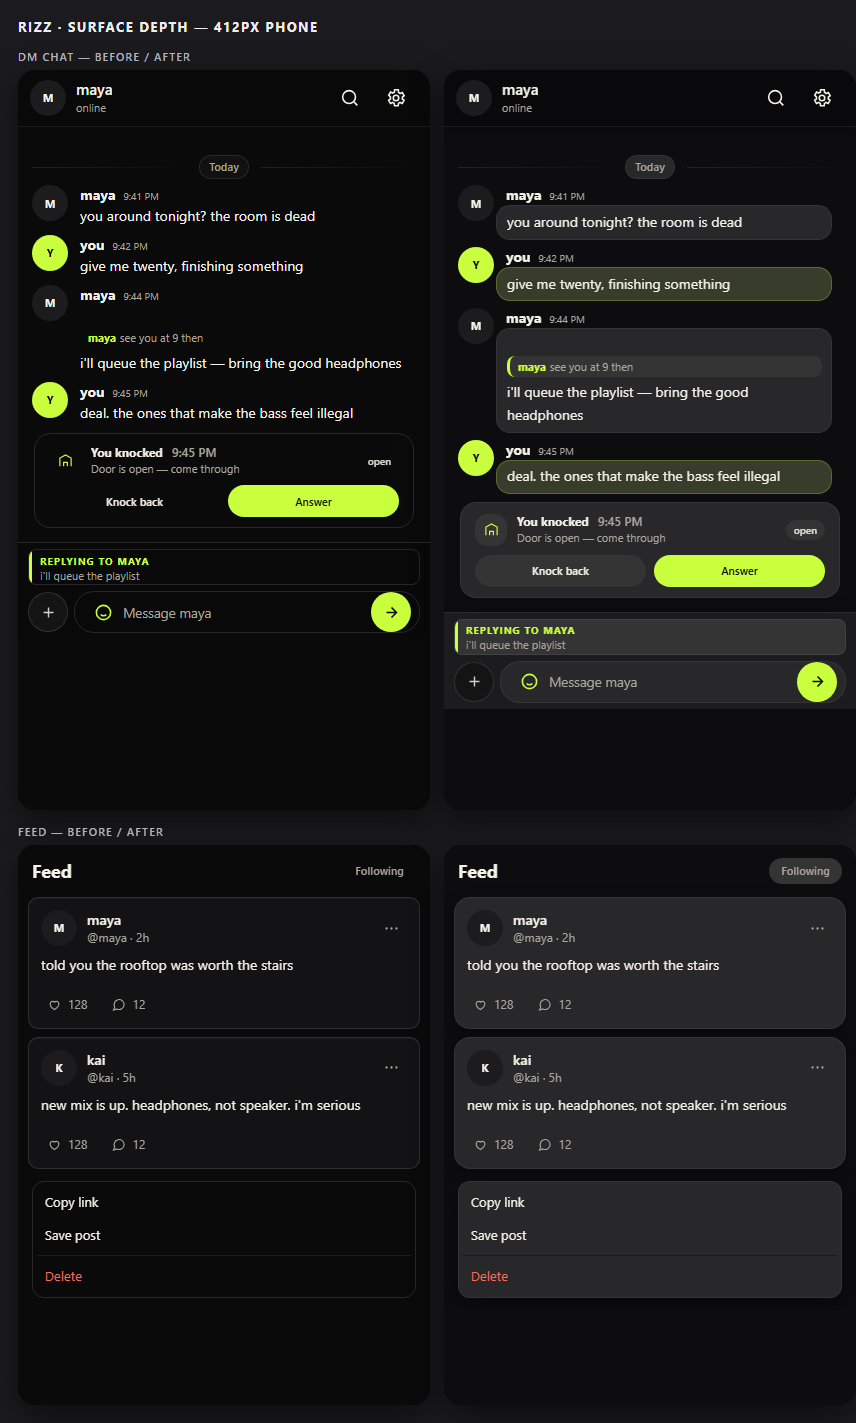 RIZZ · SURFACE DEPTH — 412PX PHONE
DM CHAT — BEFORE / AFTER
M
maya
online
Today
M
maya 9:41 PM
you around tonight? the room is dead
Y
you 9:42 PM
give me twenty, finishing something
M
maya 9:44 PM
maya see you at 9 then
i'll queue the playlist — bring the good headphones
Y
you 9:45 PM
deal. the ones that make the bass feel illegal
You knocked 9:45 PM
Door is open — come through
open
Knock back
Answer
REPLYING TO MAYA
i'll queue the playlist
Message maya
M
maya
online
Today
M
maya 9:41 PM
you around tonight? the room is dead
Y
you 9:42 PM
give me twenty, finishing something
M
maya 9:44 PM
maya see you at 9 then
i'll queue the playlist — bring the good
headphones
Y
you 9:45 PM
deal. the ones that make the bass feel illegal
You knocked 9:45 PM
Door is open — come through
open
Knock back
Answer
REPLYING TO MAYA
i'll queue the playlist
Message maya
FEED — BEFORE / AFTER
Feed
Following
M
maya
@maya · 2h
told you the rooftop was worth the stairs
128
12
K
kai
@kai · 5h
new mix is up. headphones, not speaker. i'm serious
128
12
Copy link
Save post
Delete
Feed
Following
M
maya
@maya · 2h
told you the rooftop was worth the stairs
128
12
K
kai
@kai · 5h
new mix is up. headphones, not speaker. i'm serious
128
12
Copy link
Save post
Delete